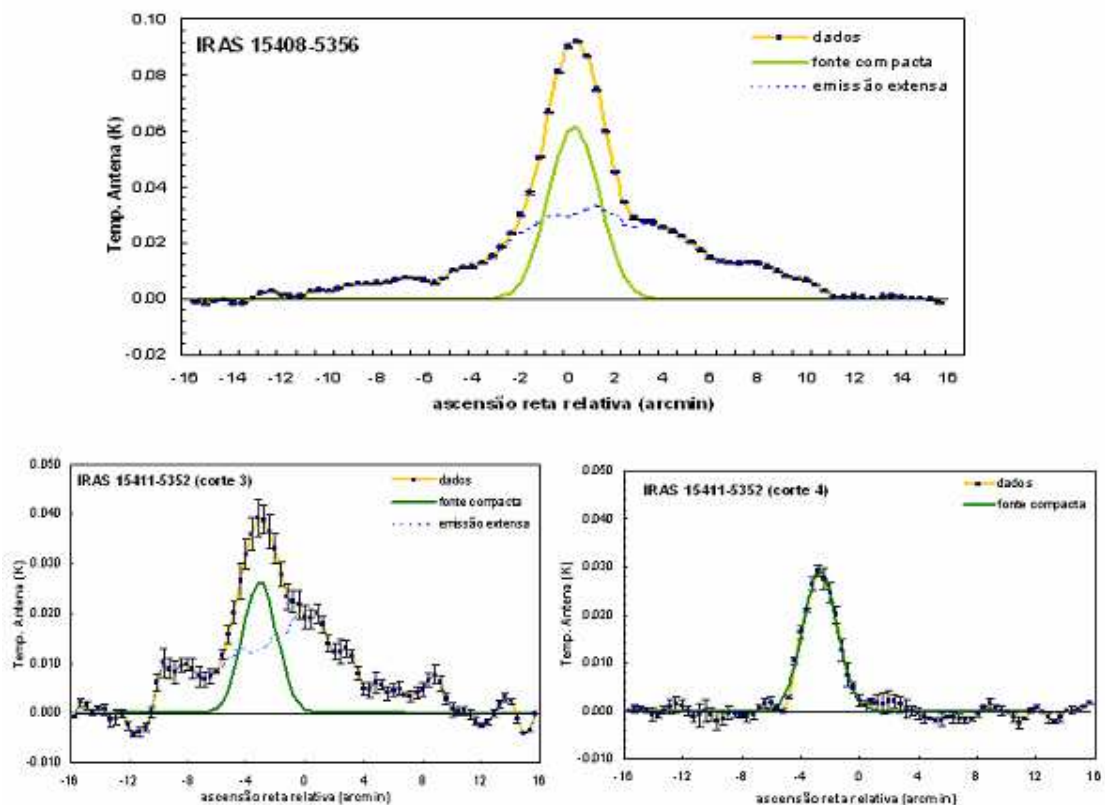 IRAS 15408-5356
dados
fonte compacta
emissão extensa
Temp. Antena (K)
0.10
0.08
0.06
0.04
0.02
0.00
-0.02
-16 -14 -12 -10 -8 -6 -4 -2 0 2 4 6 8 10 12 14 16
ascensão reta relativa (arcmin)
IRAS 15411-5352 (corte 3)
dados
fonte compacta
emissão extensa
Temp. Antena (K)
0.050
0.040
0.030
0.020
0.010
0.000
-0.010
-16 -12 -8 -4 0 4 8 12 16
ascensão reta relativa (arcmin)
IRAS 15411-5352 (corte 4)
dados
fonte compacta
Temp. Antena (K)
0.050
0.040
0.030
0.020
0.010
0.000
-0.010
-16 -12 -8 -4 0 4 8 12 16
ascensão reta relativa (arcmin)